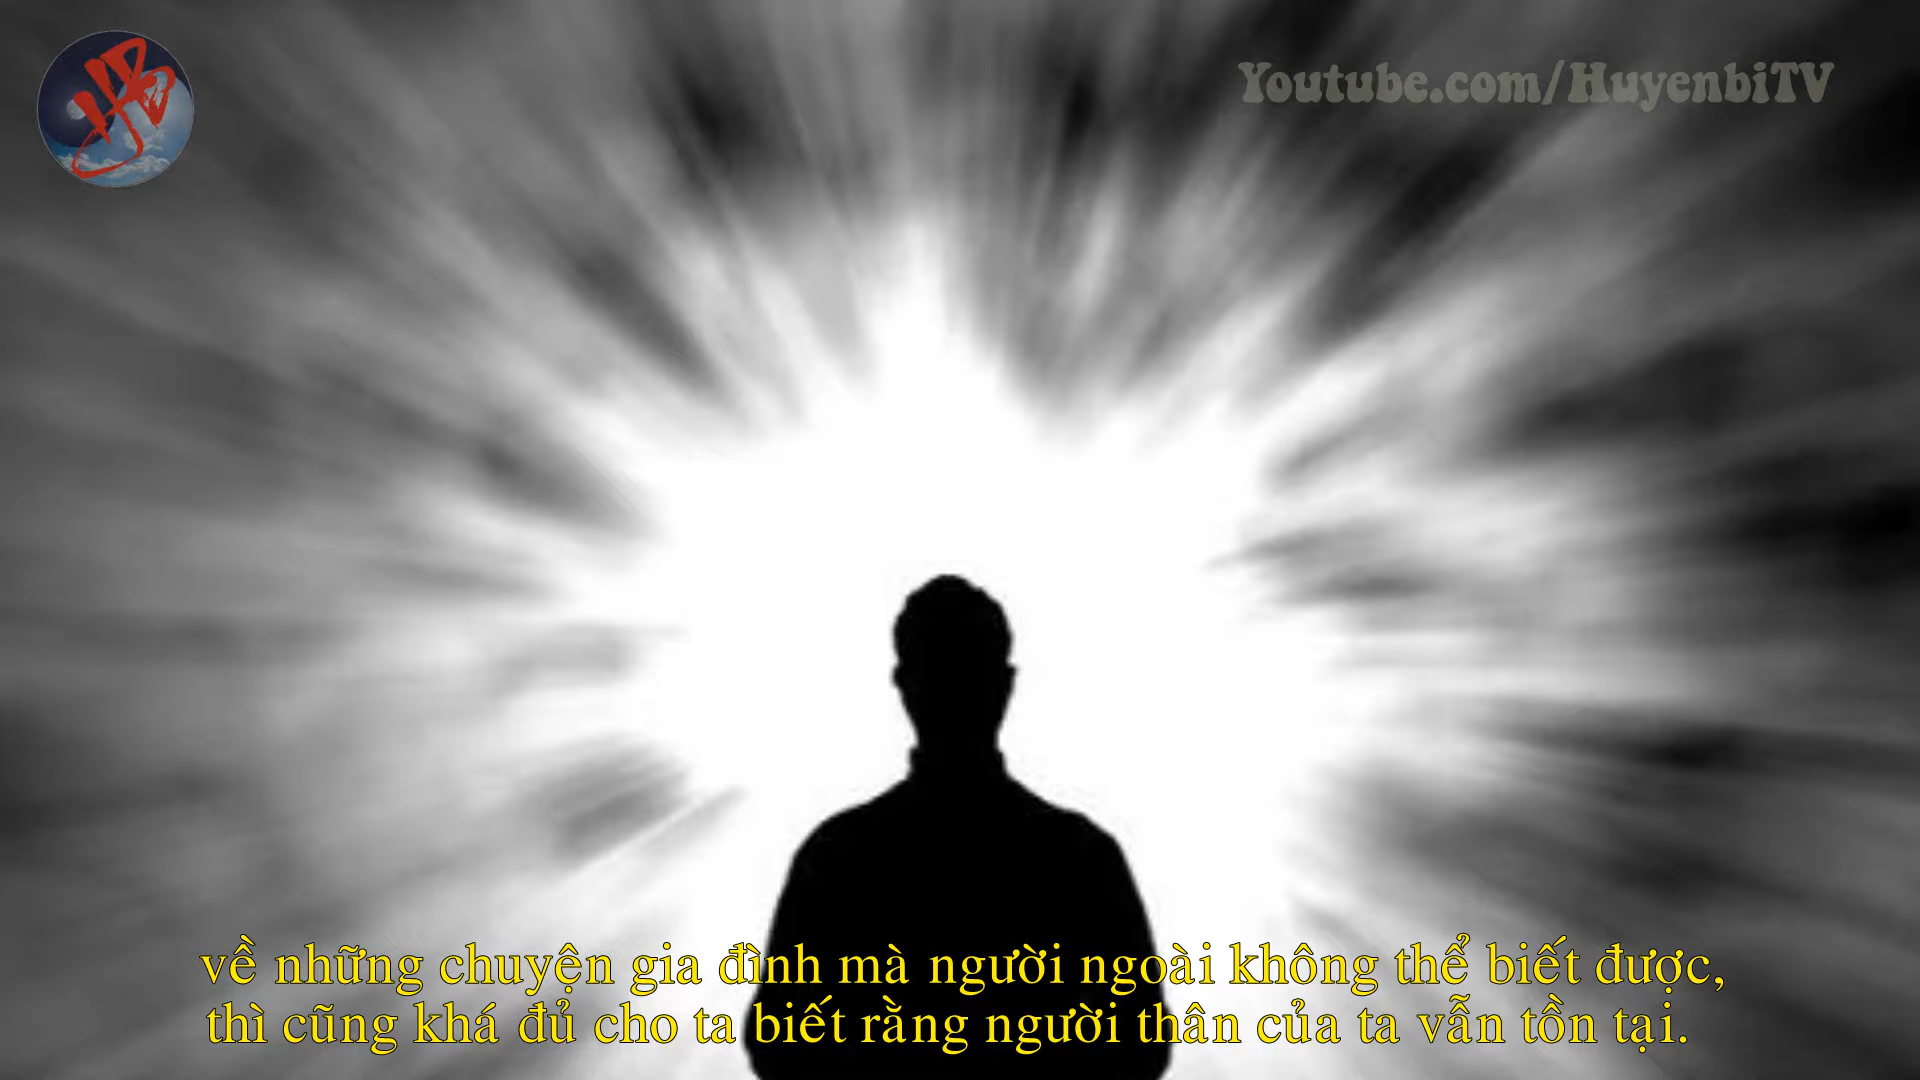 HB
Youtube.com/HuyenbiTV
về những chuyện gia đình mà người ngoài không thể biết được,
thì cũng khá đủ cho ta biết rằng người thân của ta vẫn tồn tại.